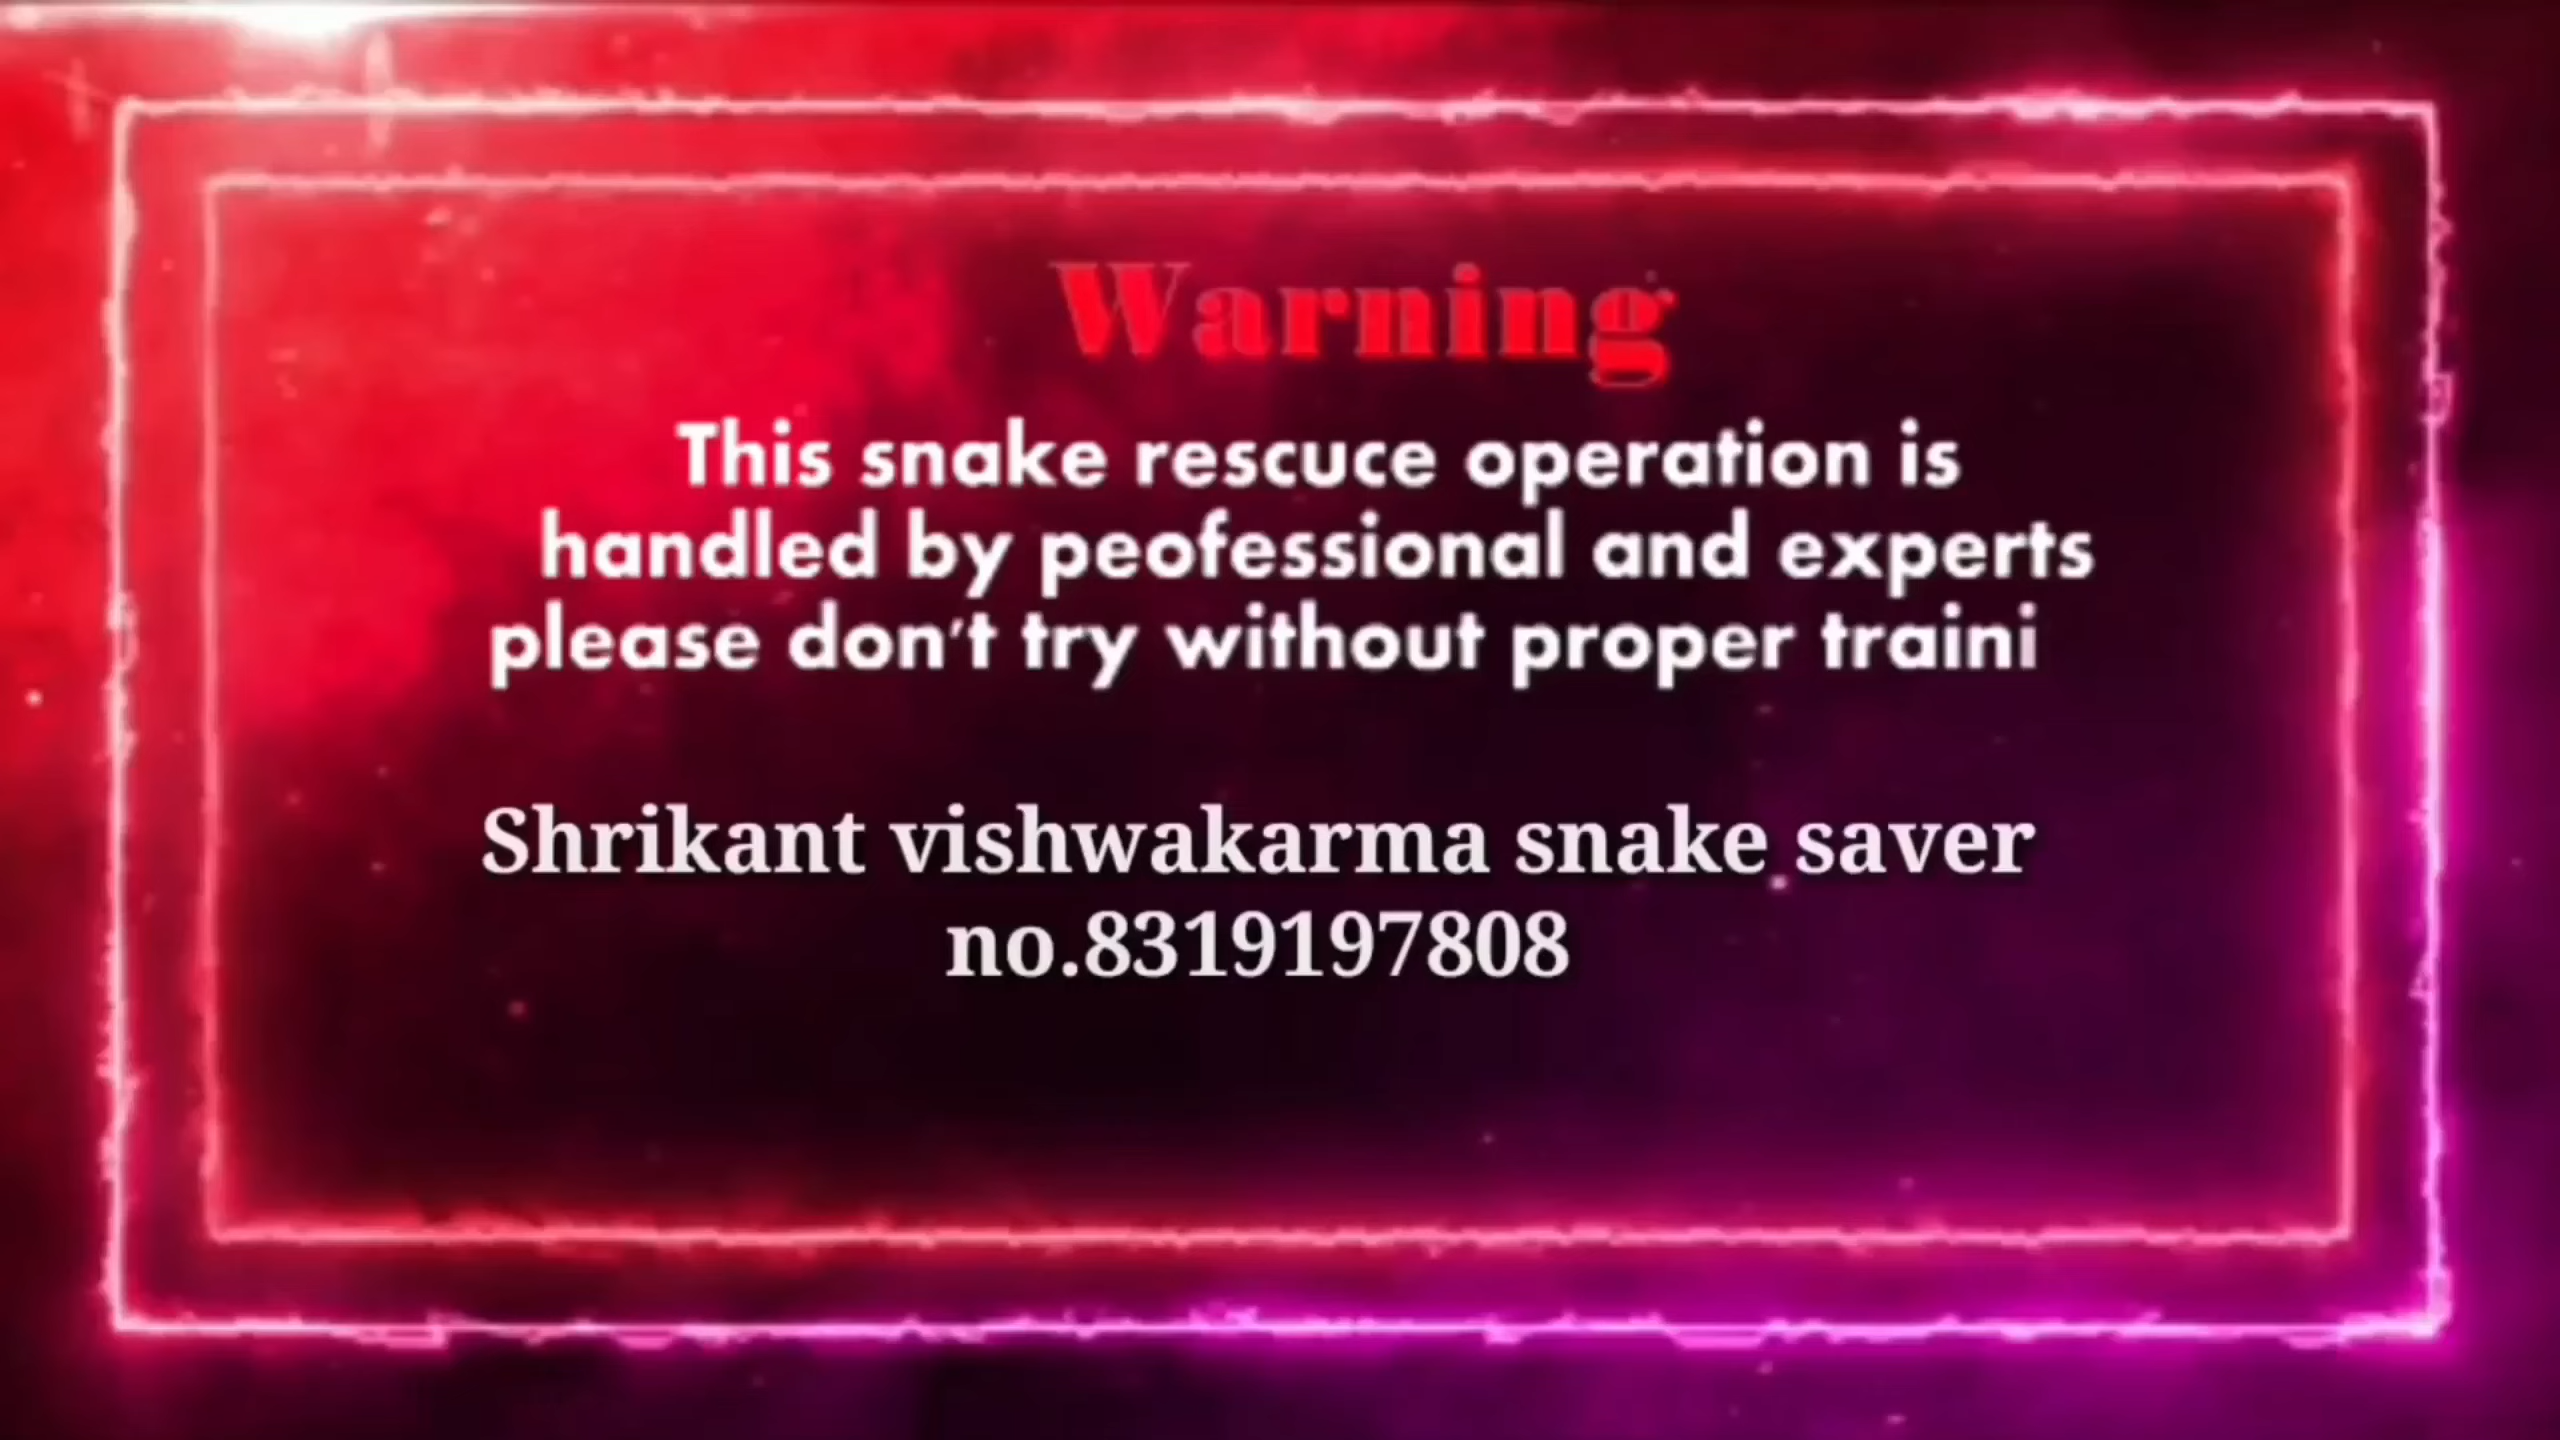 Warning
This snake rescuce operation is
handled by peofessional and experts
please don't try without proper traini
Shrikant vishwakarma snake saver
no.8319197808